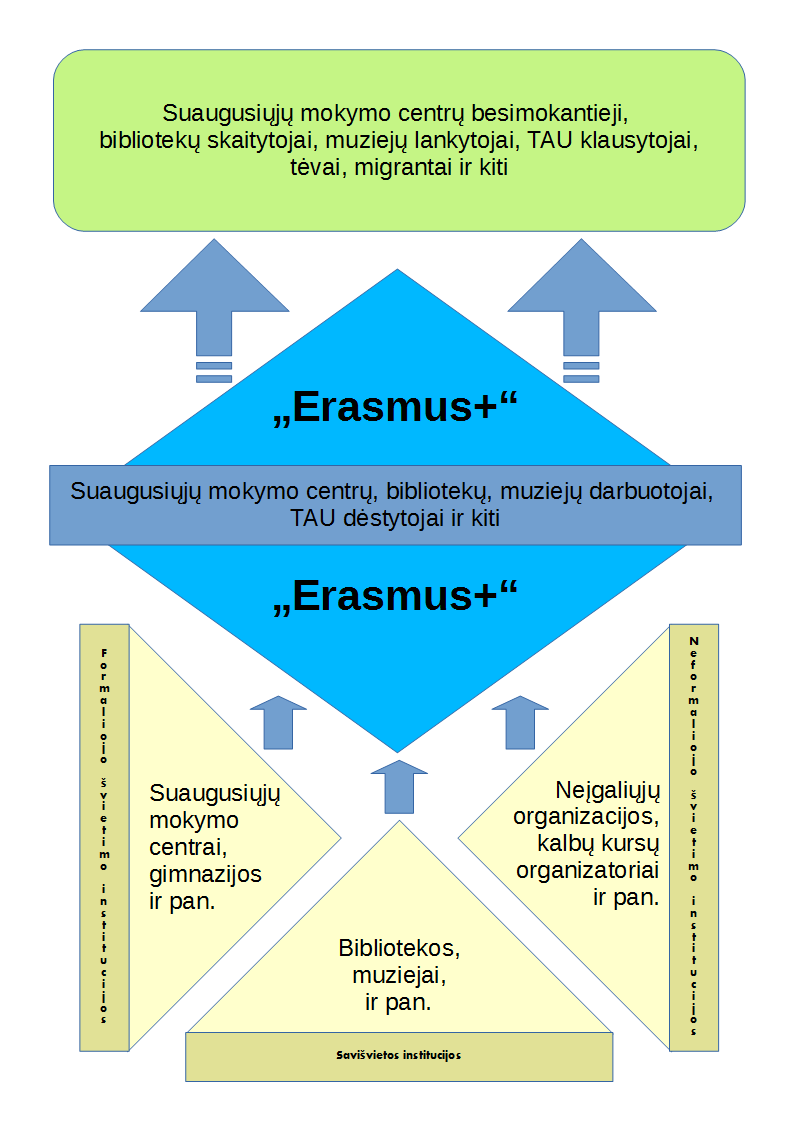 Suaugusiųjų mokymo centrų besimokantieji,
bibliotekų skaitytojai, muziejų lankytojai, TAU klausytojai,
tėvai, migrantai ir kiti
„Erasmus+“
Suaugusiųjų mokymo centrų, bibliotekų, muziejų darbuotojai,
TAU dėstytojai ir kiti
„Erasmus+“
Formaliojo švietimo institucijos
Suaugusiųjų
mokymo
centrai,
gimnazijos
ir pan.
Neįgaliųjų
organizacijos,
kalbų kursų
organizatoriai
ir pan.
Neformaliojo švietimo institucijos
Bibliotekos,
muziejai,
ir pan.
Savišvietos institucijos